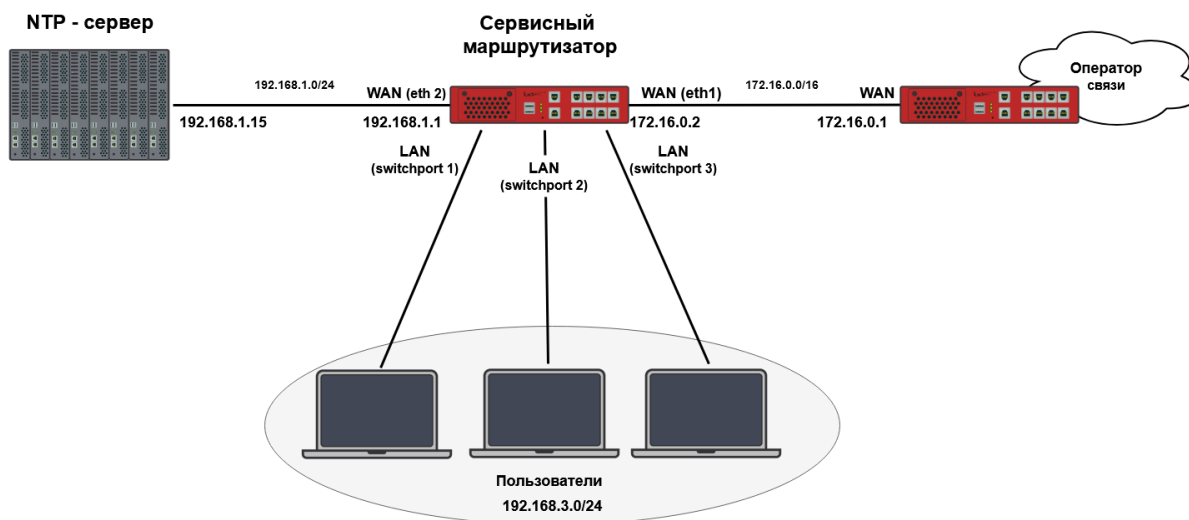 NTP - сервер
Сервисный
маршрутизатор
Оператор
связи
192.168.1.0/24
WAN (eth 2)
WAN (eth1)
172.16.0.0/16
WAN
192.168.1.15
192.168.1.1
172.16.0.2
172.16.0.1
LAN
(switchport 1)
LAN
(switchport 2)
LAN
(switchport 3)
Пользователи
192.168.3.0/24